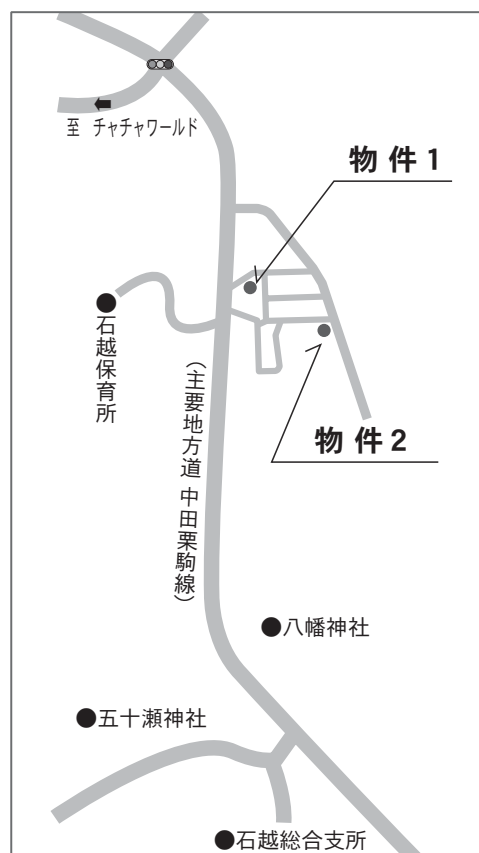 至 チャチャワールド
物件1
石越保育所
物件2
（主要地方道 中田栗駒線）
八幡神社
五十瀬神社
石越総合支所